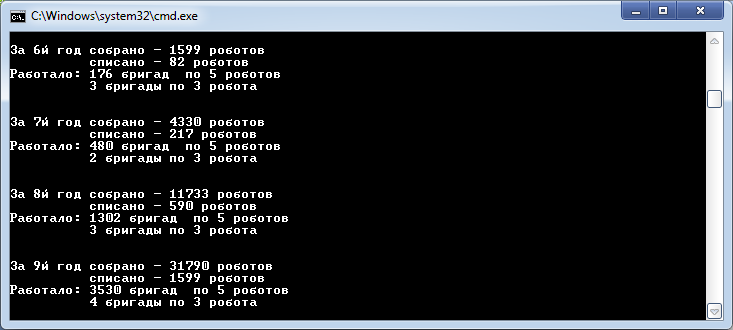 C:\Windows\system32\cmd.exe
За 6й год собрано - 1599 роботов
списано - 82 роботов
Работало: 176 бригад  по 5 роботов
3 бригады по 3 робота
За 7й год собрано - 4330 роботов
списано - 217 роботов
Работало: 480 бригад  по 5 роботов
2 бригады по 3 робота
За 8й год собрано - 11733 роботов
списано - 590 роботов
Работало: 1302 бригад  по 5 роботов
3 бригады по 3 робота
За 9й год собрано - 31790 роботов
списано - 1599 роботов
Работало: 3530 бригад  по 5 роботов
4 бригады по 3 робота